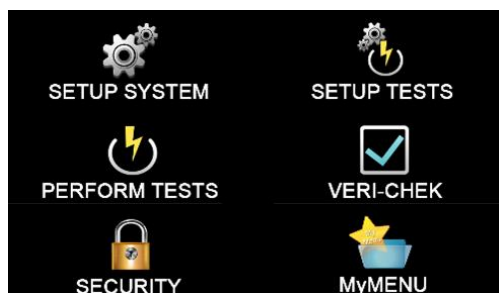 SETUP SYSTEM
SETUP TESTS
PERFORM TESTS
VERI-CHEK
SECURITY
MyMENU